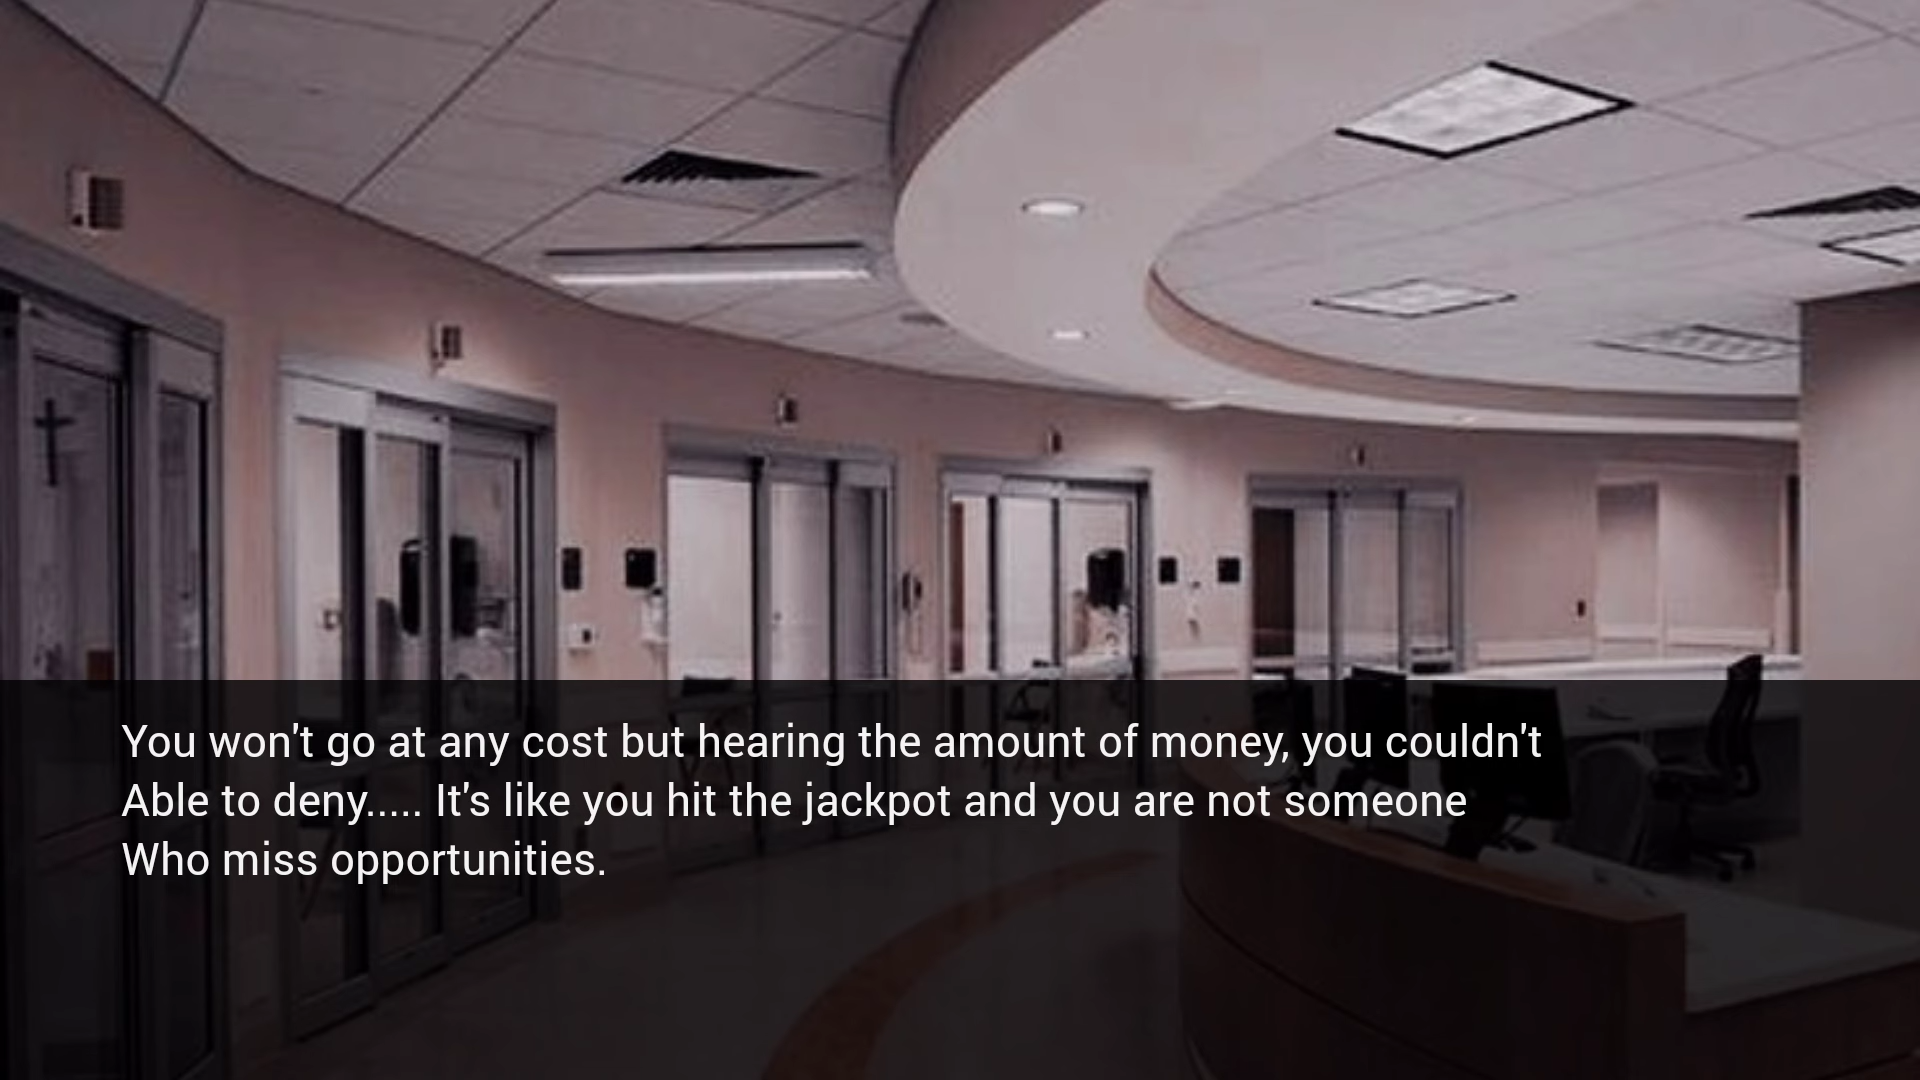 You won't go at any cost but hearing the amount of money, you couldn't
Able to deny..... It's like you hit the jackpot and you are not someone
Who miss opportunities.